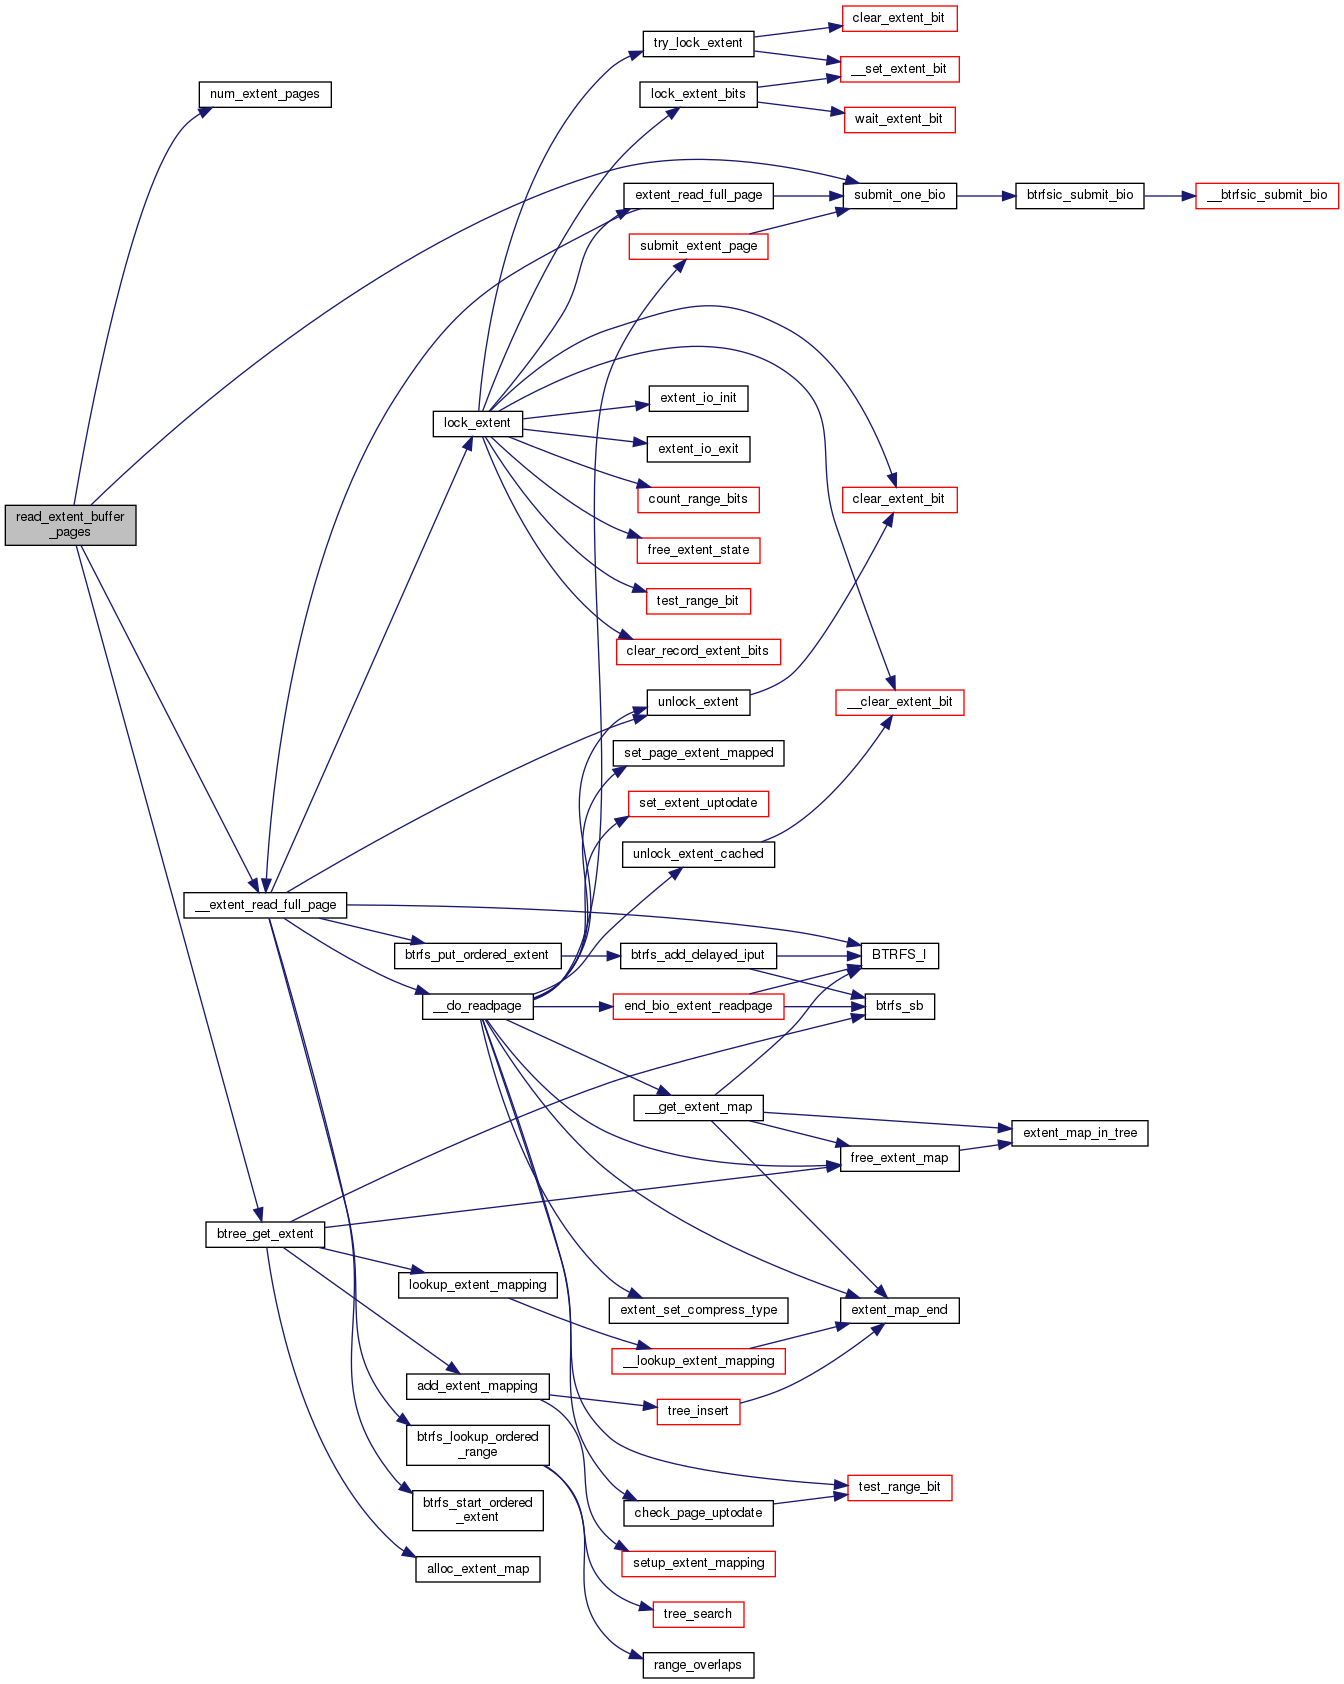 clear_extent_bit
try_lock_extent
__set_extent_bit
num_extent_pages
lock_extent_bits
wait_extent_bit
extent_read_full_page
submit_one_bio
btrfsic_submit_bio
__btrfsic_submit_bio
submit_extent_page
extent_io_init
lock_extent
extent_io_exit
count_range_bits
clear_extent_bit
read_extent_buffer
_pages
free_extent_state
test_range_bit
clear_record_extent_bits
unlock_extent
__clear_extent_bit
set_page_extent_mapped
set_extent_uptodate
unlock_extent_cached
__extent_read_full_page
btrfs_put_ordered_extent
btrfs_add_delayed_iput
BTRFS_I
__do_readpage
end_bio_extent_readpage
btrfs_sb
__get_extent_map
extent_map_in_tree
free_extent_map
btree_get_extent
lookup_extent_mapping
extent_set_compress_type
extent_map_end
__lookup_extent_mapping
add_extent_mapping
tree_insert
btrfs_lookup_ordered
_range
test_range_bit
btrfs_start_ordered
_extent
check_page_uptodate
setup_extent_mapping
alloc_extent_map
tree_search
range_overlaps